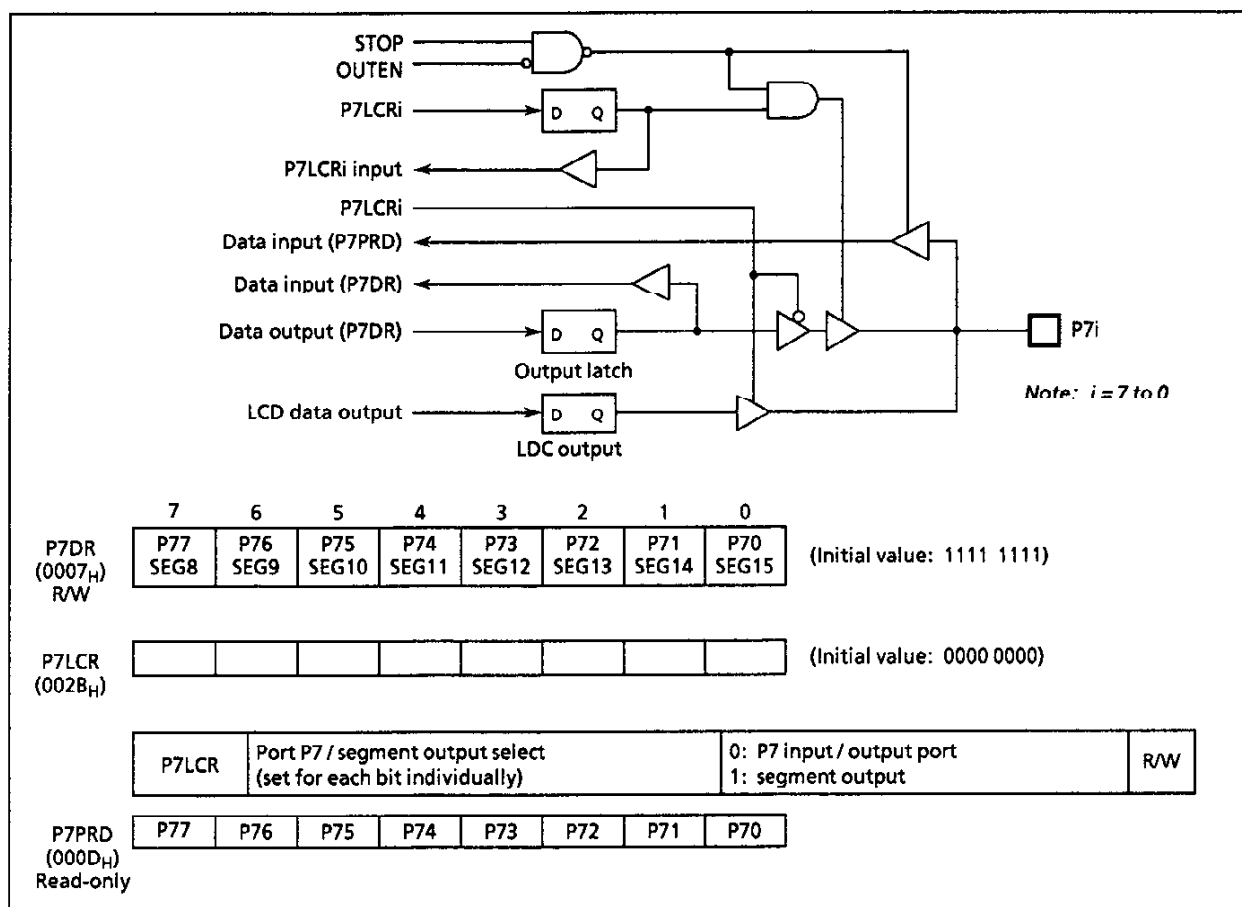 STOP
OUTEN
P7LCRi
D Q
P7LCRi input
P7LCRi
Data input (P7PRD)
Data input (P7DR)
Data output (P7DR)
D Q
P7i
Output latch
Note: i = 7 to 0
LCD data output
D Q
LDC output
7 6 5 4 3 2 1 0
P7DR
(0007H)
R/W
P77 P76 P75 P74 P73 P72 P71 P70
SEG8 SEG9 SEG10 SEG11 SEG12 SEG13 SEG14 SEG15
(Initial value: 1111 1111)
P7LCR
(002BH)
(Initial value: 0000 0000)
P7LCR
Port P7 / segment output select
(set for each bit individually)
0: P7 input / output port
1: segment output
R/W
P7PRD
(000DH)
Read-only
P77 P76 P75 P74 P73 P72 P71 P70